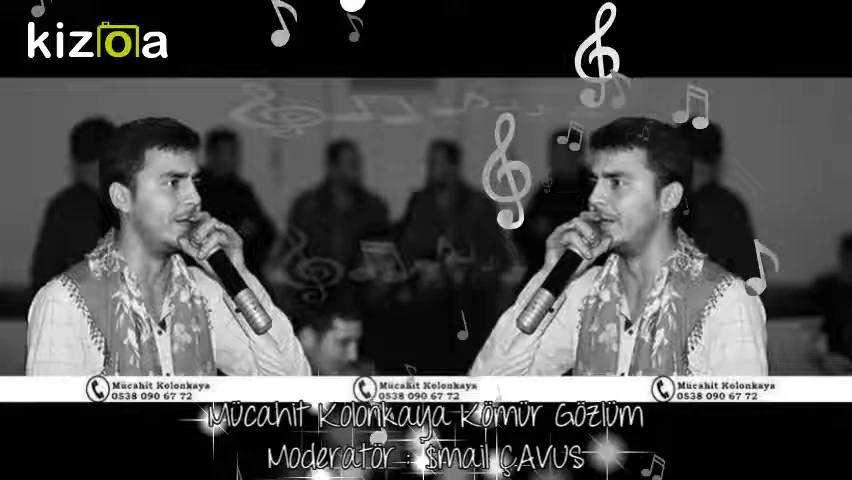 kizoa
Mücahit Kolonkaya
0538 090 67 72
Mücahit Kolonkaya
0538 090 67 72
Mücahit Kolonkaya
0538 090 67 72
Mücahit Kolonkaya Kömür Gözlüm
Moderatör : $mail ÇAVUS